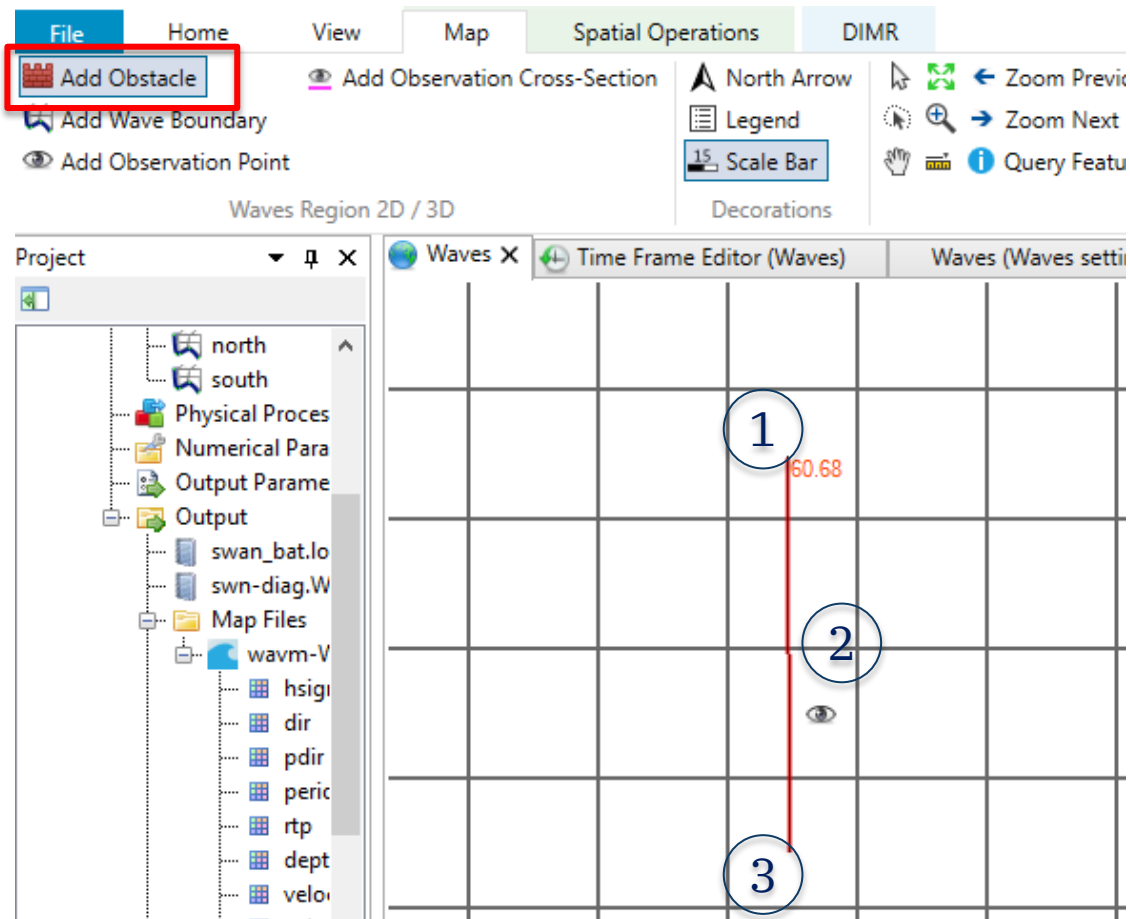 File Home View Map Spatial Operations DIMR
Add Obstacle Add Observation Cross-Section North Arrow Zoom Previ
Add Wave Boundary Legend Zoom Next
Add Observation Point 15 Scale Bar Query Featu
Waves Region 2D / 3D Decorations
Project Waves Time Frame Editor (Waves) Waves (Waves setti
north
south
Physical Proces
Numerical Para
Output Parame
Output
swan_bat.lo
swn-diag.W
Map Files
wavm-V
hsig
dir
pdir
peric
rtp
dept
velo
1
60.68
2
3